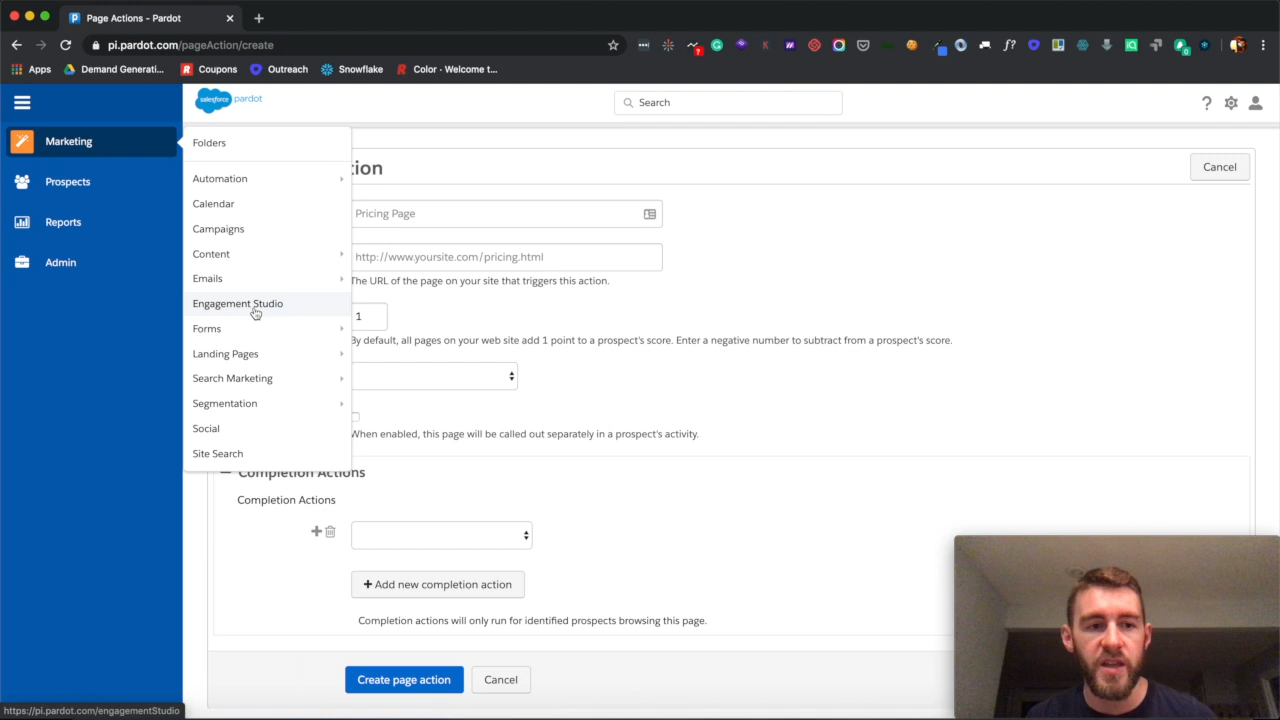 Page Actions - Pardot
pi.pardot.com/pageAction/create
Apps
Demand Generati...
Coupons
Outreach
Snowflake
Color · Welcome t...
salesforce pardot
Search
Marketing
Prospects
Reports
Admin
Folders
Automation
Calendar
Campaigns
Content
Emails
Engagement Studio
Forms
Landing Pages
Search Marketing
Segmentation
Social
Site Search
tion
Cancel
Pricing Page
http://www.yoursite.com/pricing.html
The URL of the page on your site that triggers this action.
1
By default, all pages on your web site add 1 point to a prospect's score. Enter a negative number to subtract from a prospect's score.
When enabled, this page will be called out separately in a prospect's activity.
Completion Actions
Completion Actions
Add new completion action
Completion actions will only run for identified prospects browsing this page.
Create page action
Cancel
https://pi.pardot.com/engagementStudio